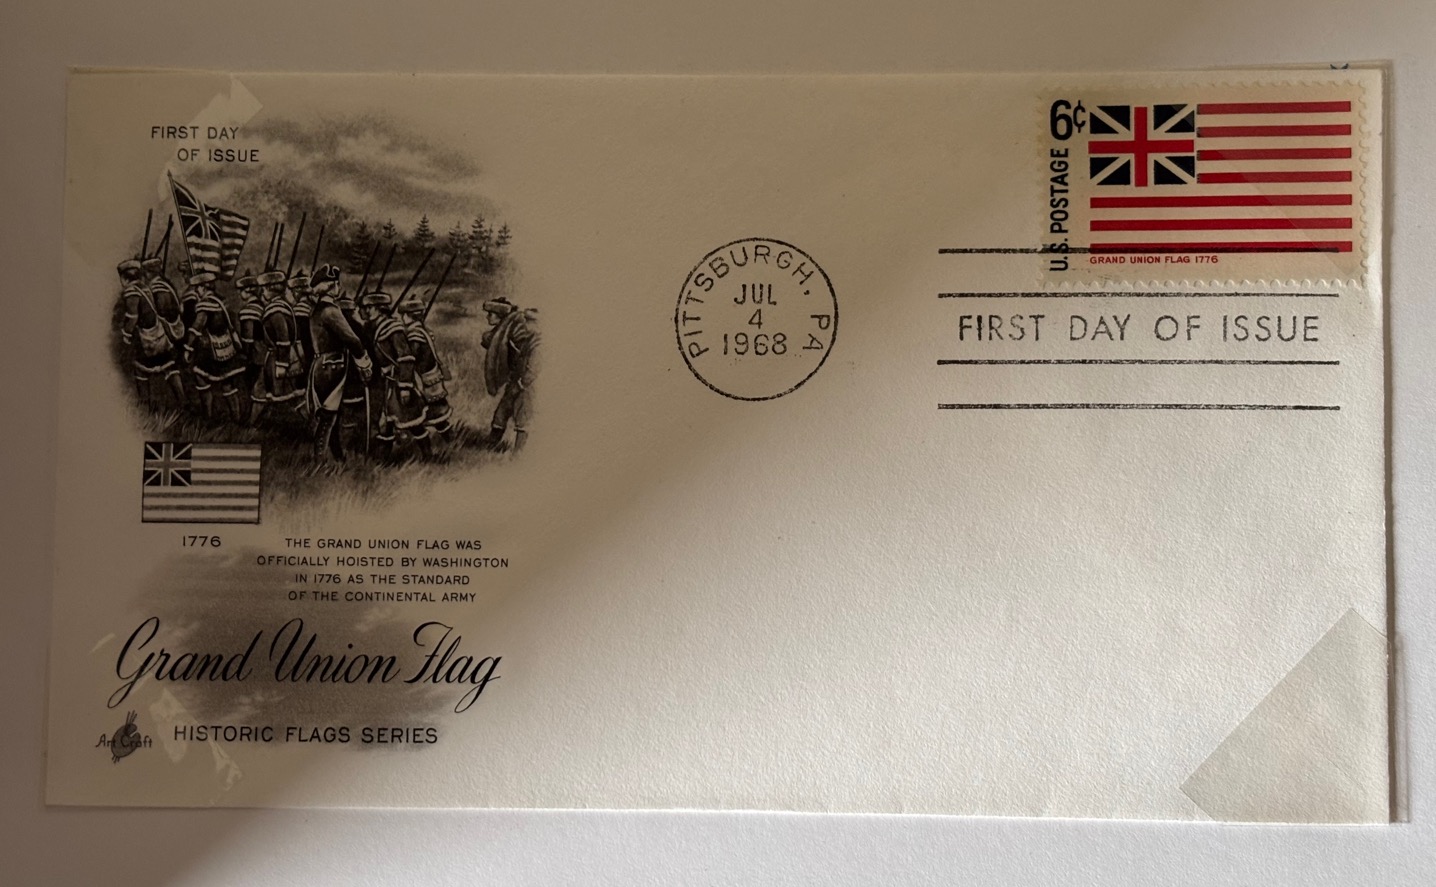 FIRST DAY
OF ISSUE
6¢
U.S. POSTAGE
GRAND UNION FLAG 1776
PITTSBURGH, PA
JUL
4
1968
FIRST DAY OF ISSUE
1776
THE GRAND UNION FLAG WAS
OFFICIALLY HOISTED BY WASHINGTON
IN 1776 AS THE STANDARD
OF THE CONTINENTAL ARMY
Grand Union Flag
Art Craft
HISTORIC FLAGS SERIES